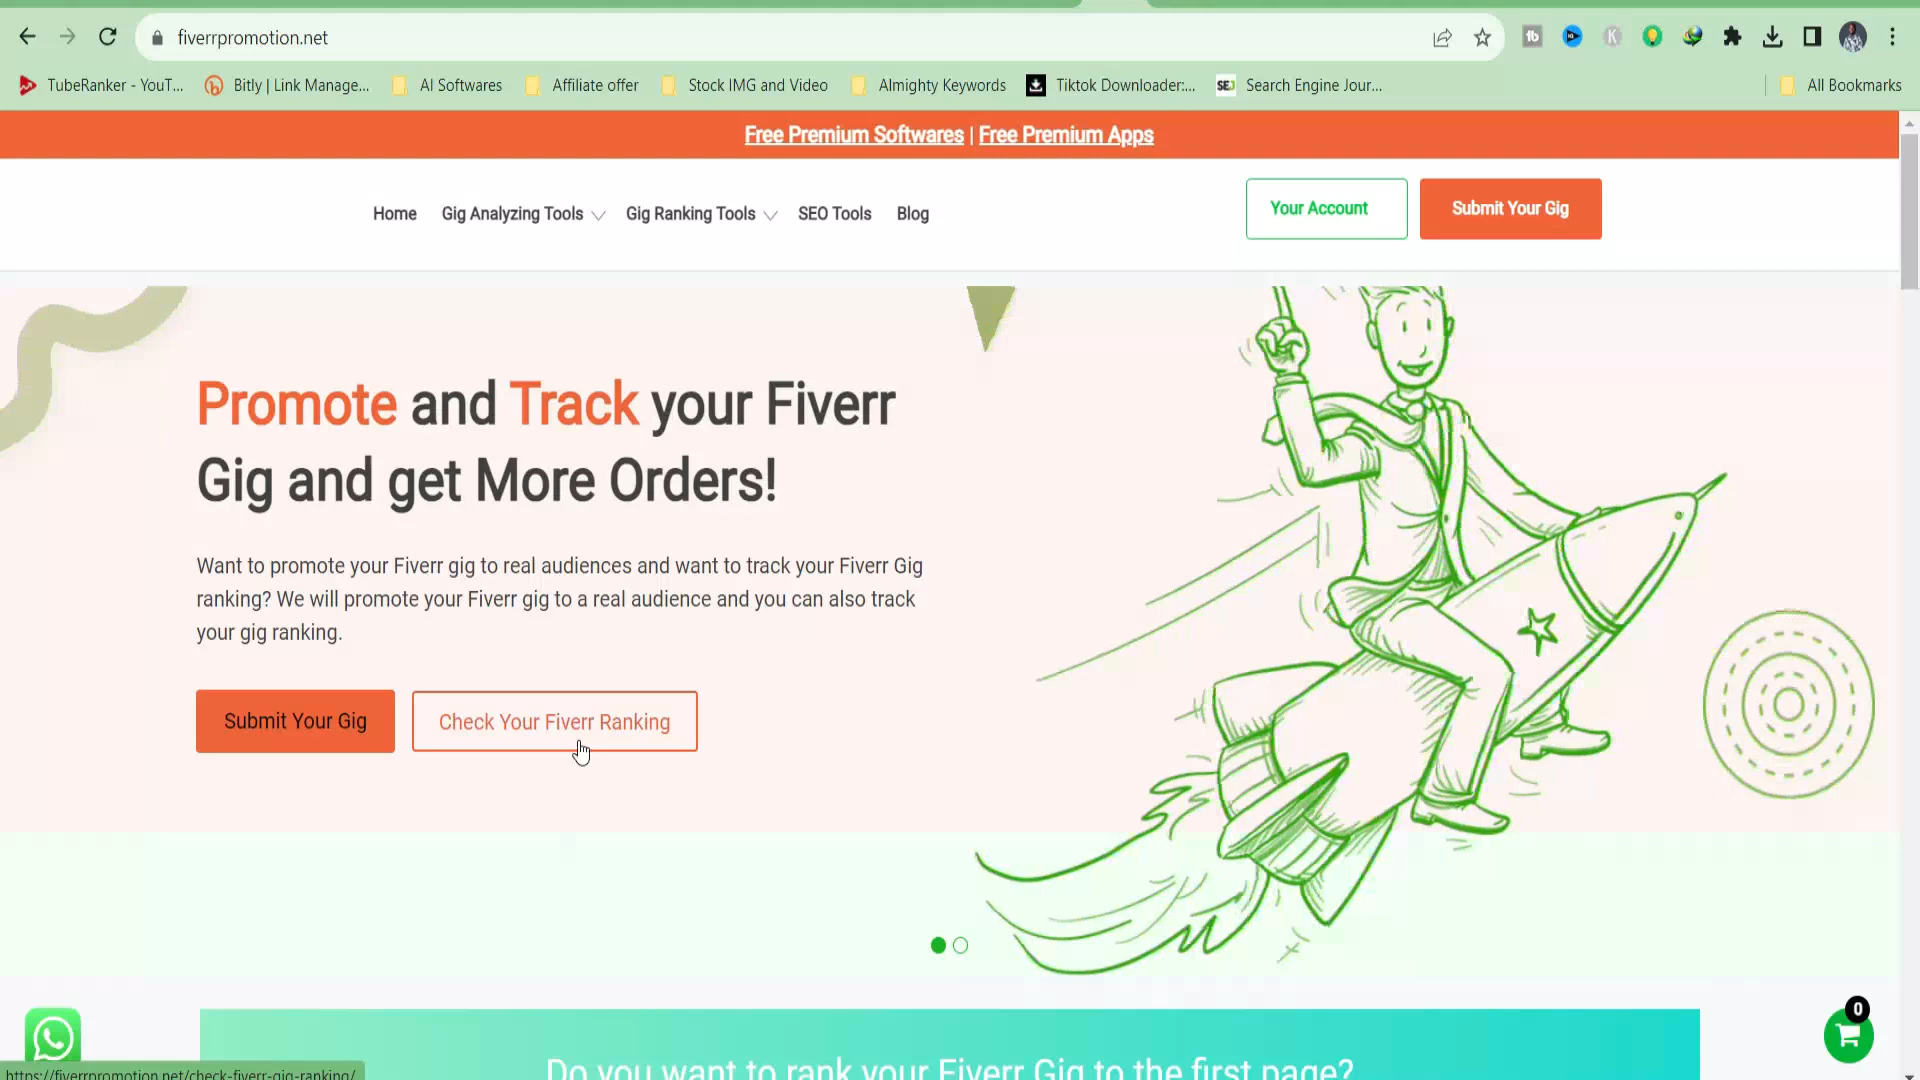 fiverrpromotion.net
TubeRanker - YouT...
Bitly | Link Manage...
AI Softwares
Affiliate offer
Stock IMG and Video
Almighty Keywords
Tiktok Downloader:...
SEJ
Search Engine Jour...
All Bookmarks
Free Premium Softwares | Free Premium Apps
Home
Gig Analyzing Tools
Gig Ranking Tools
SEO Tools
Blog
Your Account
Submit Your Gig
Promote and Track your Fiverr
Gig and get More Orders!
Want to promote your Fiverr gig to real audiences and want to track your Fiverr Gig
ranking? We will promote your Fiverr gig to a real audience and you can also track
your gig ranking.
Submit Your Gig
Check Your Fiverr Ranking
0
Do you want to rank your Fiverr Gig to the first page?
https://fiverrpromotion.net/check-fiverr-gig-ranking/